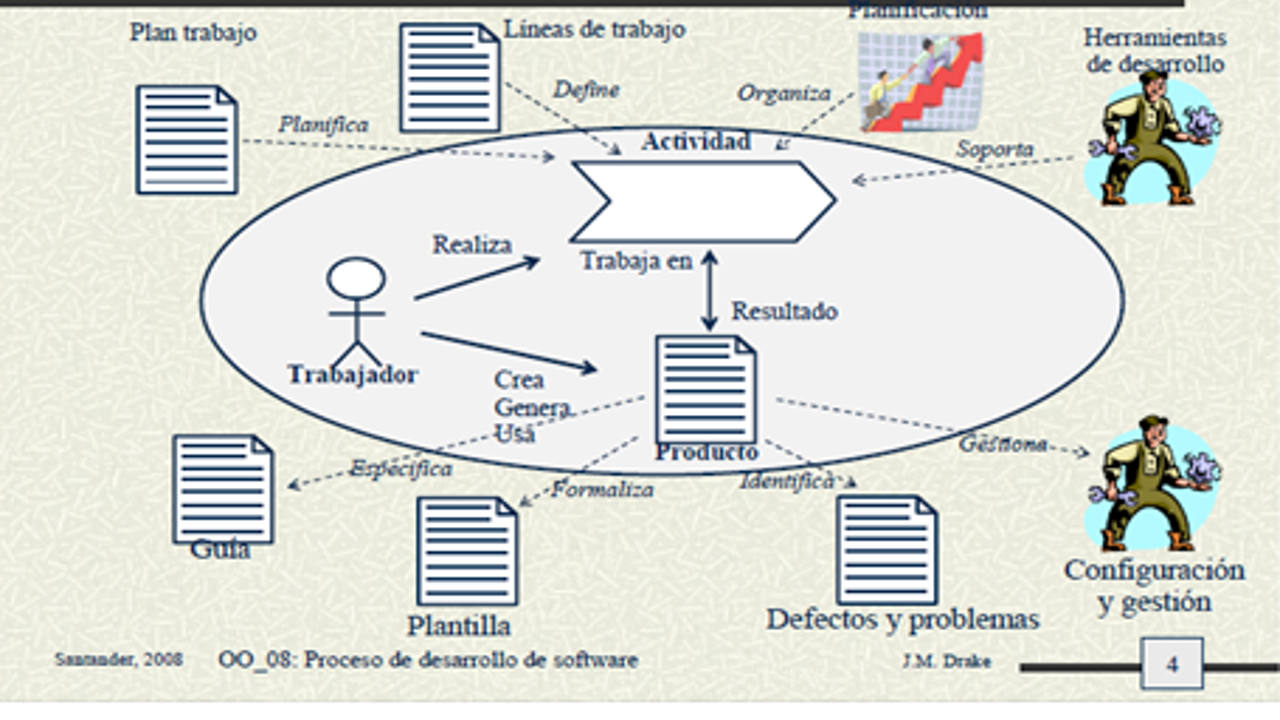 Planificación
Plan trabajo
Líneas de trabajo
Herramientas
de desarrollo
Define
Organiza
Planifica
Actividad
Soporta
Realiza
Trabaja en
Resultado
Trabajador
Crea
Genera
Usa
Producto
Gestiona
Especifica
Formaliza
Identifica
Guía
Plantilla
Defectos y problemas
Configuración
y gestión
Santander, 2008
OO_08: Proceso de desarrollo de software
J.M. Drake
4